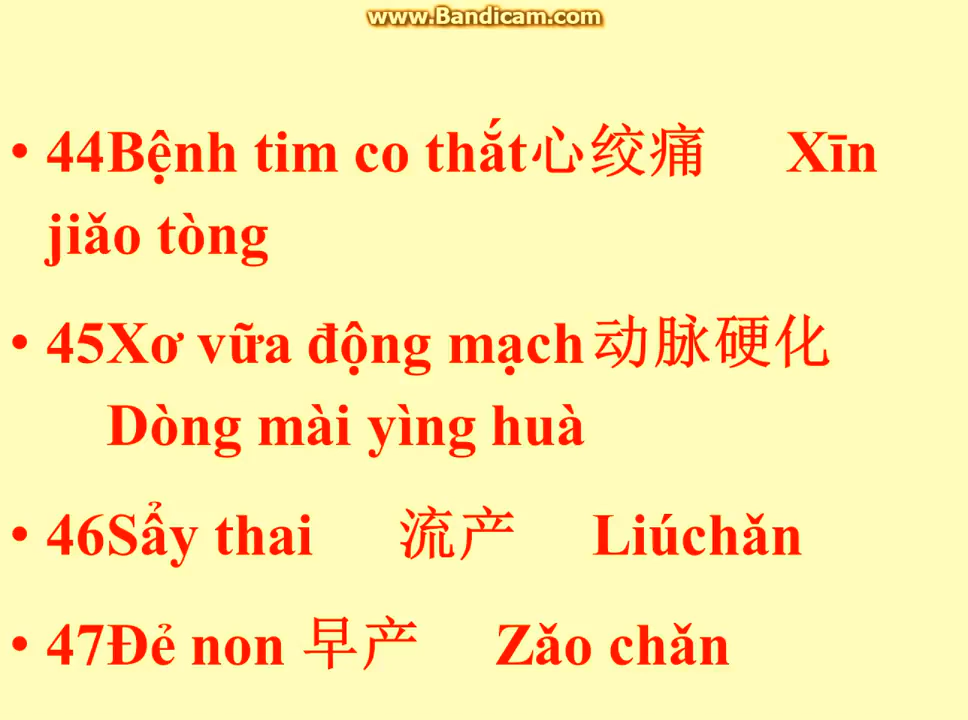 www.Bandicam.com
• 44Bệnh tim co thắt心绞痛 Xīn
jiǎo tòng
• 45Xơ vữa động mạch动脉硬化
Dòng mài yìng huà
• 46Sẩy thai 流产 Liúchǎn
• 47Đẻ non 早产 Zǎo chǎn